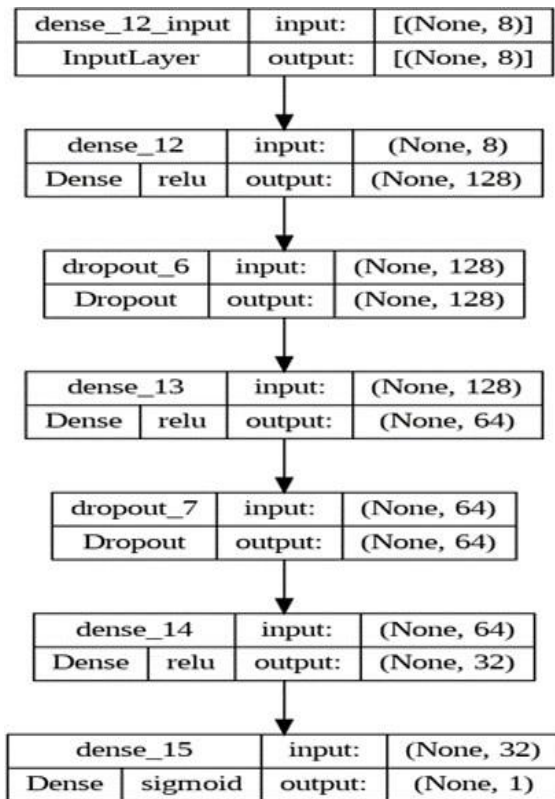 dense_12_input input: [(None, 8)]
InputLayer output: [(None, 8)]
dense_12 input: (None, 8)
Dense relu output: (None, 128)
dropout_6 input: (None, 128)
Dropout output: (None, 128)
dense_13 input: (None, 128)
Dense relu output: (None, 64)
dropout_7 input: (None, 64)
Dropout output: (None, 64)
dense_14 input: (None, 64)
Dense relu output: (None, 32)
dense_15 input: (None, 32)
Dense sigmoid output: (None, 1)